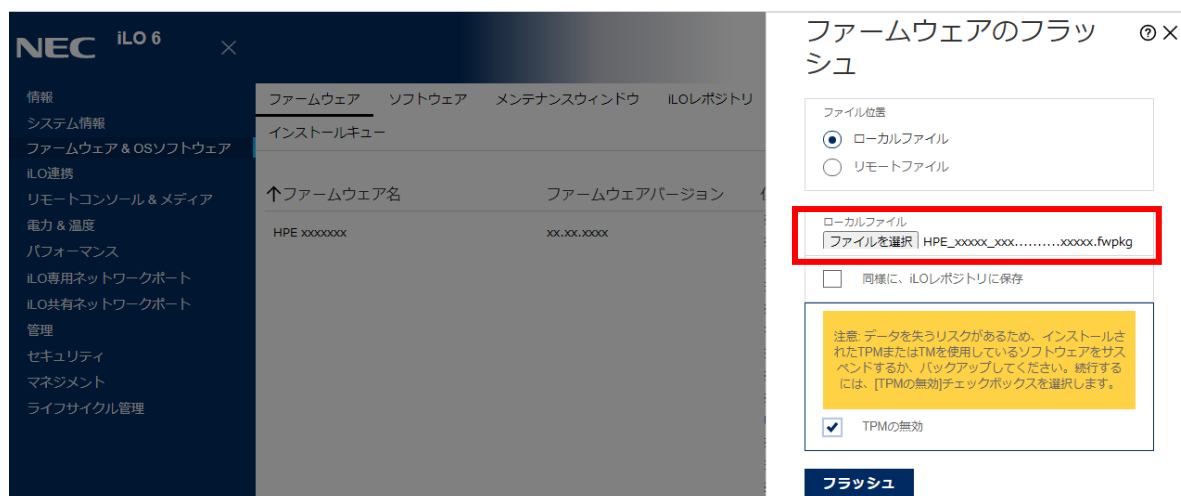 NEC iLO 6
情報
システム情報
ファームウェア & OSソフトウェア
iLO連携
リモートコンソール & メディア
電力 & 温度
パフォーマンス
iLO専用ネットワークポート
iLO共有ネットワークポート
管理
セキュリティ
マネジメント
ライフサイクル管理
ファームウェア ソフトウェア メンテナンスウィンドウ iLOレポジトリ
インストールキュー
↑ファームウェア名 ファームウェアバージョン
HPE xxxxxxx xx.xx.xxxx
ファームウェアのフラッ
シュ
ファイル位置
ローカルファイル
リモートファイル
ローカルファイル
ファイルを選択 HPE_xxxxx_xxx..........xxxxx.fwpkg
同様に、iLOレポジトリに保存
注意: データを失うリスクがあるため、インストールさ
れたTPMまたはTMを使用しているソフトウェアをサス
ペンドするか、バックアップしてください。続行する
には、[TPMの無効]チェックボックスを選択します。
TPMの無効
フラッシュ